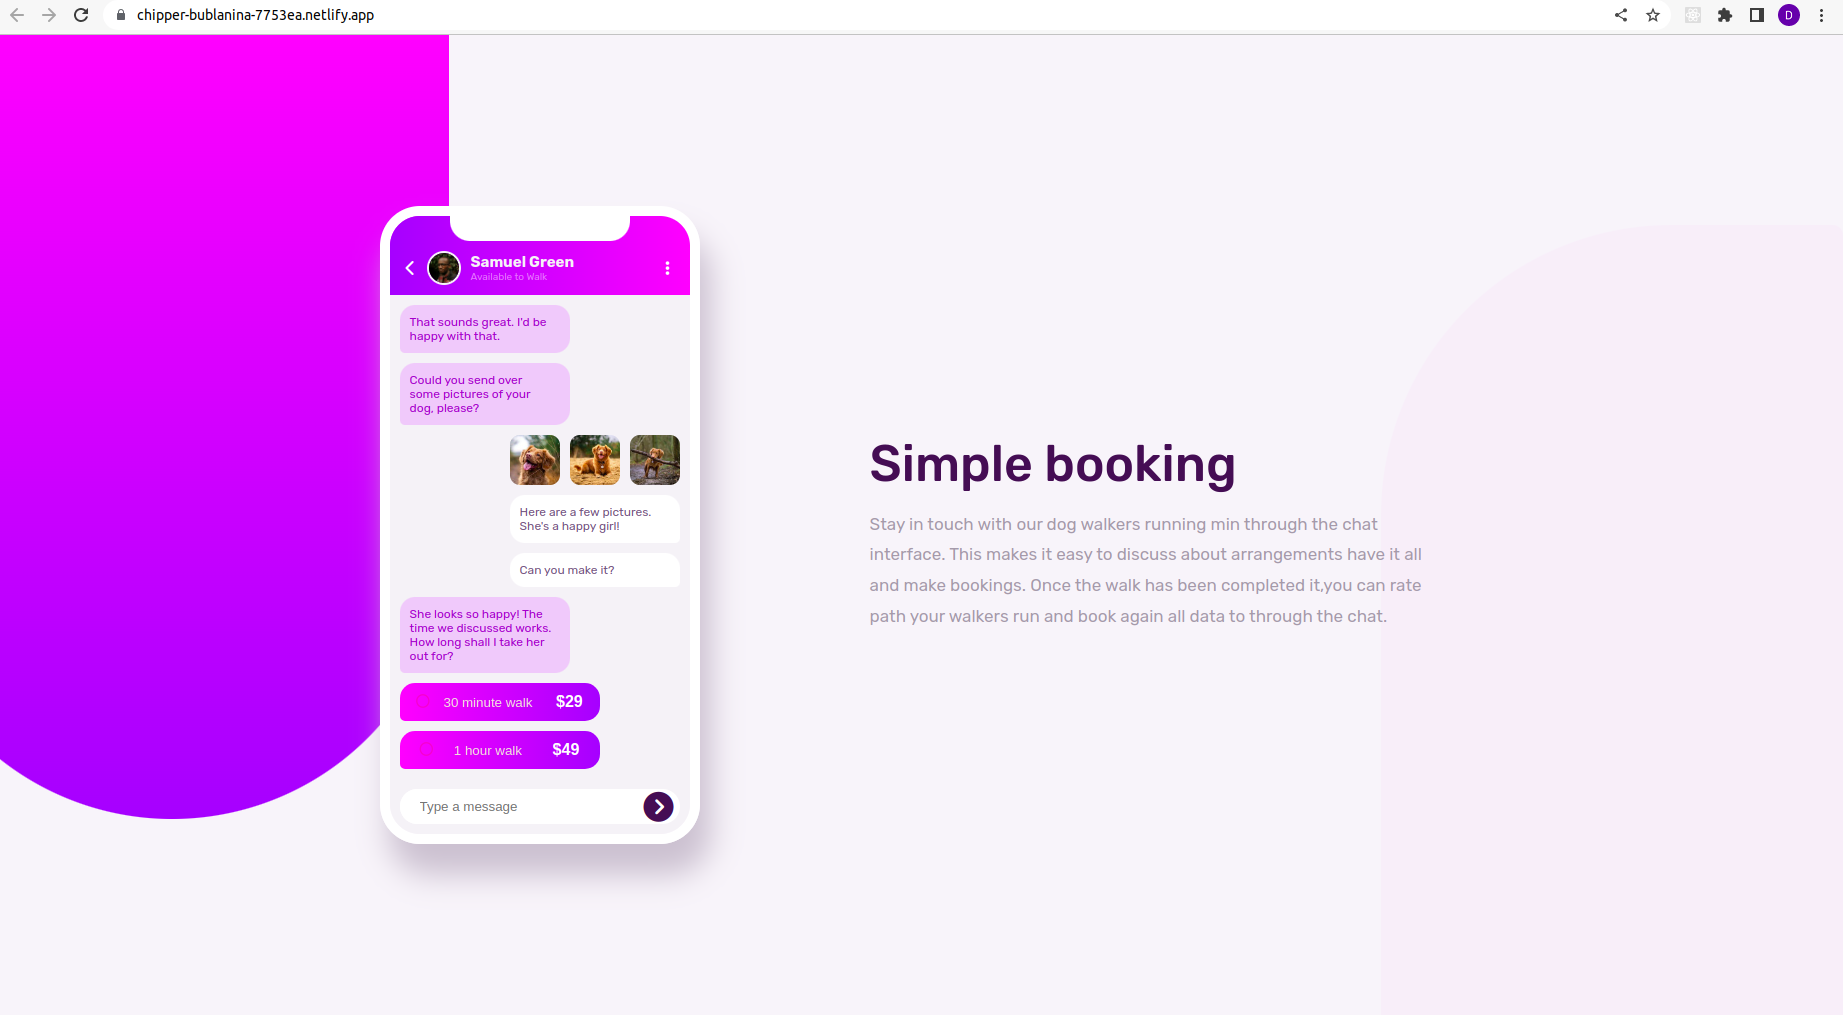 chipper-bublanina-7753ea.netlify.app
D
Samuel Green
Available to Walk
That sounds great. I'd be
happy with that.
Could you send over
some pictures of your
dog, please?
Here are a few pictures.
She's a happy girl!
Can you make it?
She looks so happy! The
time we discussed works.
How long shall I take her
out for?
30 minute walk $29
1 hour walk $49
Type a message
Simple booking
Stay in touch with our dog walkers running min through the chat
interface. This makes it easy to discuss about arrangements have it all
and make bookings. Once the walk has been completed it,you can rate
path your walkers run and book again all data to through the chat.